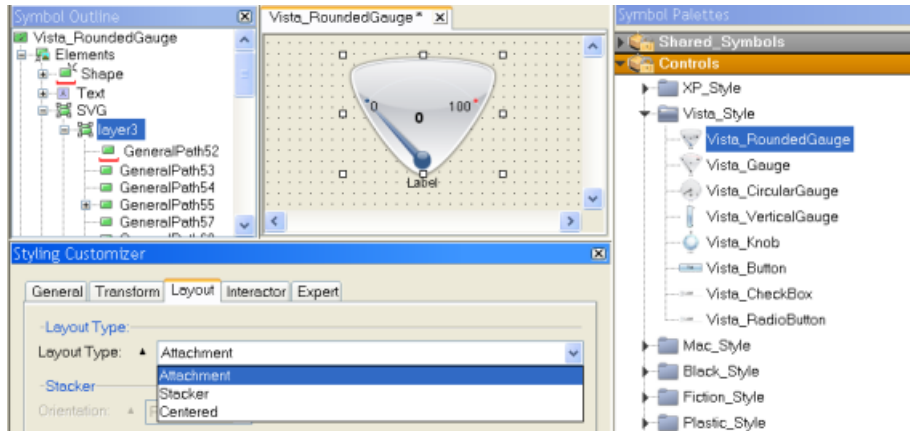 Symbol Outline
Vista_RoundedGauge
Elements
Shape
Text
SVG
layer3
GeneralPath52
GeneralPath53
GeneralPath54
GeneralPath55
GeneralPath57
Vista_RoundedGauge*
0
100
0
Label
Symbol Palettes
Shared_Symbols
Controls
XP_Style
Vista_Style
Vista_RoundedGauge
Vista_Gauge
Vista_CircularGauge
Vista_VerticalGauge
Vista_Knob
Vista_Button
Vista_CheckBox
Vista_RadioButton
Mac_Style
Black_Style
Fiction_Style
Plastic_Style
Styling Customizer
General Transform Layout Interactor Expert
Layout Type:
Layout Type: Attachment
Attachment
Stacker
Stacker
Orientation:
Centered